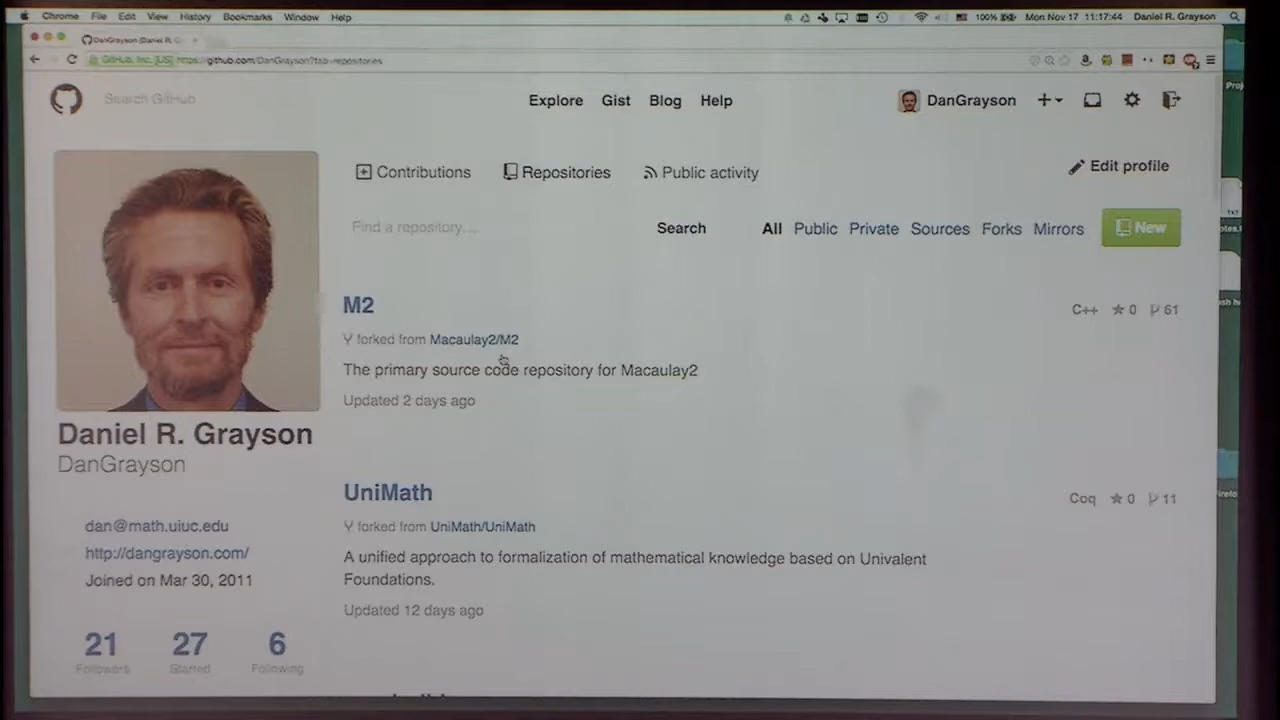 Chrome File Edit View History Bookmarks Window Help 100% Mon Nov 17 11:17:44 Daniel R. Grayson
DanGrayson (Daniel R. G
GitHub, Inc. [US] https://github.com/DanGrayson?tab=repositories
Search GitHub Explore Gist Blog Help DanGrayson
Contributions Repositories Public activity Edit profile
Find a repository... Search All Public Private Sources Forks Mirrors New
M2 C++ 0 61
forked from Macaulay2/M2
The primary source code repository for Macaulay2
Updated 2 days ago
Daniel R. Grayson
DanGrayson
UniMath Coq 0 11
dan@math.uiuc.edu forked from UniMath/UniMath
http://dangrayson.com/ A unified approach to formalization of mathematical knowledge based on Univalent
Joined on Mar 30, 2011 Foundations.
Updated 12 days ago
21 27 6
Followers Starred Following